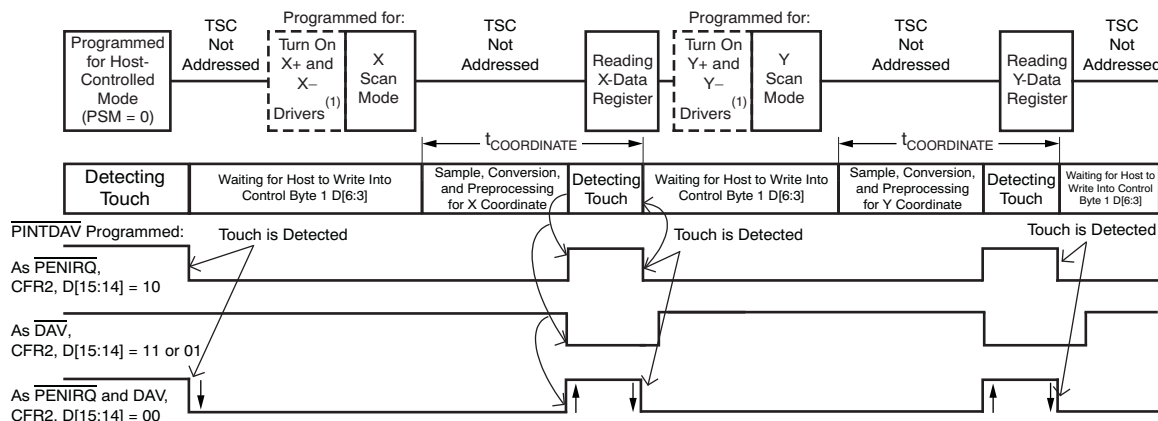 Programmed for:
Programmed for:
TSC
Not
Addressed
TSC
Not
Addressed
TSC
Not
Addressed
TSC
Not
Addressed
Programmed
for Host-
Controlled
Mode
(PSM = 0)
Turn On
X+ and
X–
(1)
Drivers
X
Scan
Mode
Reading
X-Data
Register
Turn On
Y+ and
Y–
(1)
Drivers
Y
Scan
Mode
Reading
Y-Data
Register
tCOORDINATE
tCOORDINATE
Detecting
Touch
Waiting for Host to Write Into
Control Byte 1 D[6:3]
Sample, Conversion,
and Preprocessing
for X Coordinate
Detecting
Touch
Waiting for Host to Write Into
Control Byte 1 D[6:3]
Sample, Conversion,
and Preprocessing
for Y Coordinate
Detecting
Touch
Waiting for Host to
Write Into Control
Byte 1 D[6:3]
PINTDAV Programmed:
Touch is Detected
Touch is Detected
Touch is Detected
As PENIRQ,
CFR2, D[15:14] = 10
As DAV,
CFR2, D[15:14] = 11 or 01
As PENIRQ and DAV,
CFR2, D[15:14] = 00